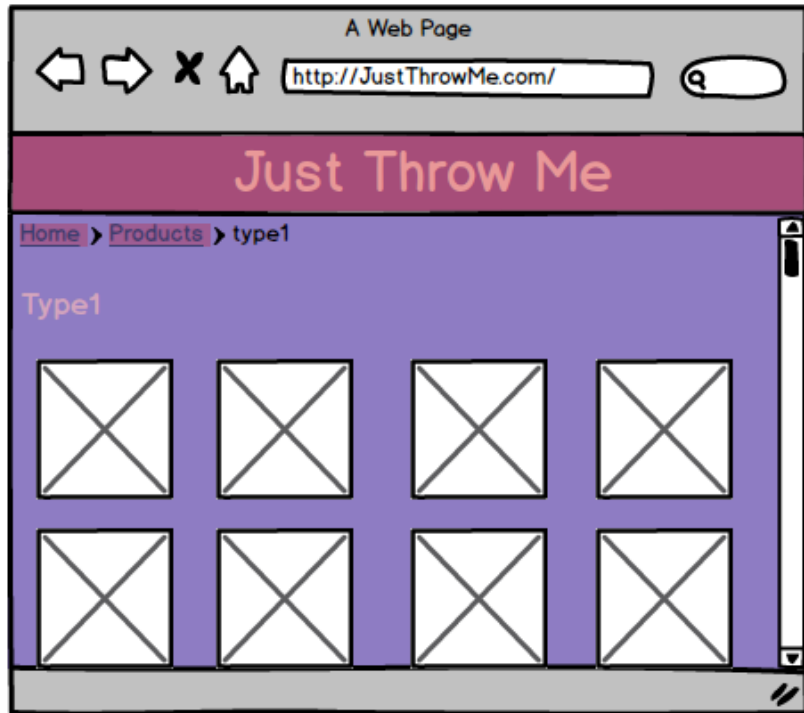 A Web Page
http://JustThrowMe.com/
Just Throw Me
Home > Products > type1
Type1